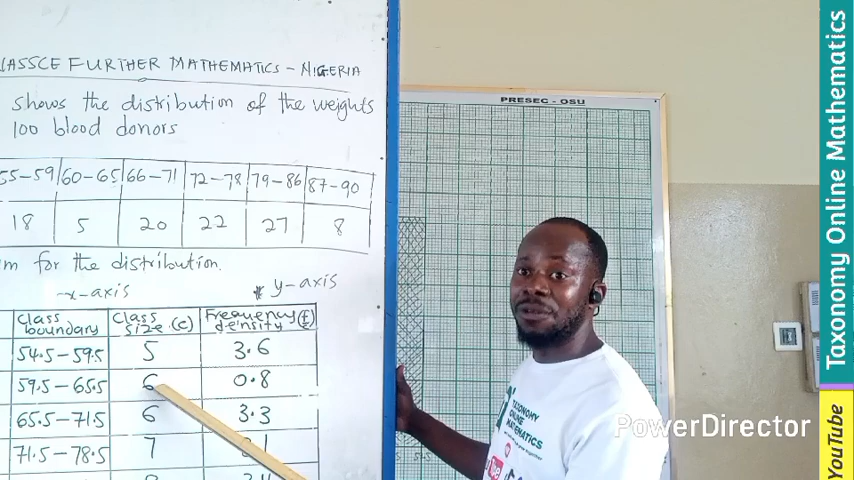 ASSCE FURTHER MATHEMATICS - NIGERIA
shows the distribution of the weights
100 blood donors
55-59 60-65 66-71 72-78 79-86 87-90
18 5 20 22 27 8
for the distribution.
x-axis
* y-axis
Class boundary Class size (c) Frequency density (f/c)
54.5-59.5 5 3.6
59.5-65.5 6 0.8
65.5-71.5 6 3.3
71.5-78.5 7
PRESEC - OSU
TAXONOMY
ONLINE
MATHEMATICS
PowerDirector
Taxonomy Online Mathematics
YouTube